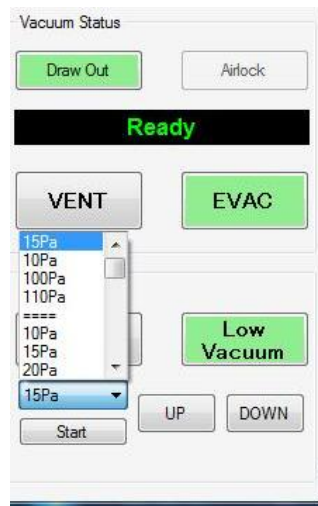 Vacuum Status
Draw Out
Airlock
Ready
VENT
EVAC
15Pa
10Pa
100Pa
110Pa
====
10Pa
15Pa
20Pa
Low
Vacuum
15Pa
UP
DOWN
Start